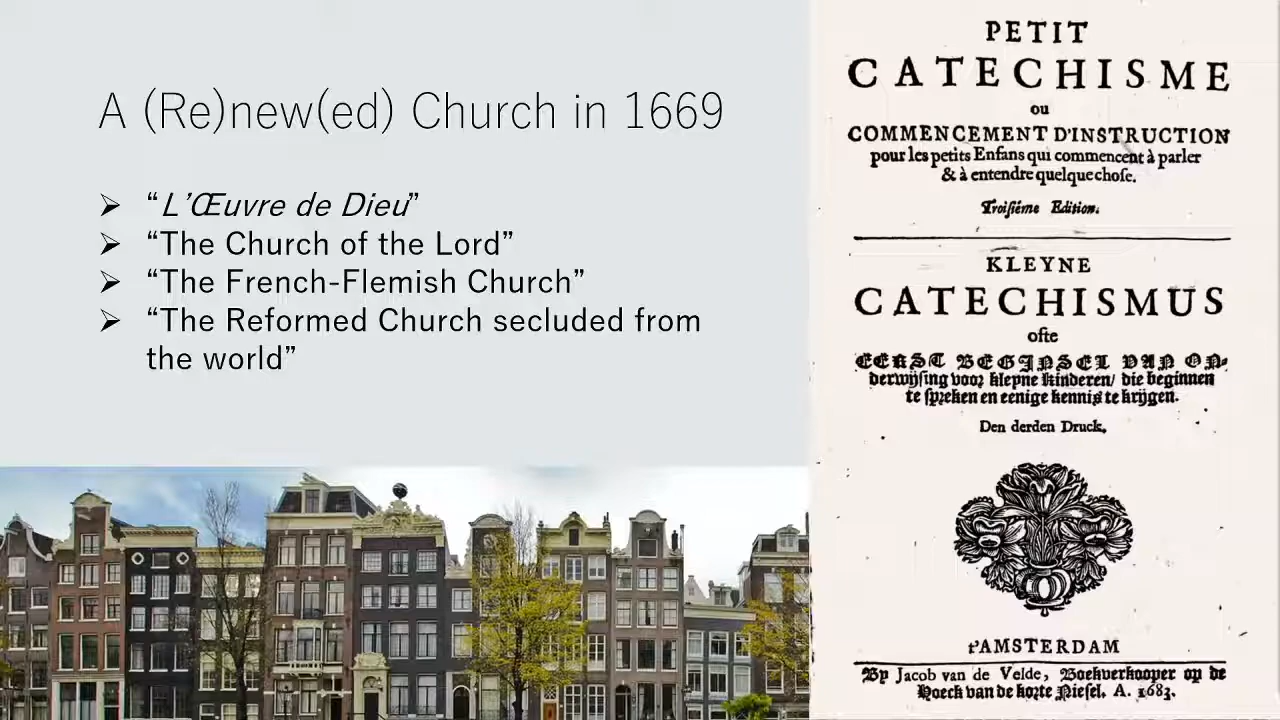 A (Re)new(ed) Church in 1669
➢ “L’Œuvre de Dieu”
➢ “The Church of the Lord”
➢ “The French-Flemish Church”
➢ “The Reformed Church secluded from
the world”
PETIT
CATECHISME
ou
COMMENCEMENT D'INSTRUCTION
pour les petits Enfans qui commencent à parler
& à entendre quelque choſe.
Troiſiéme Edition.
KLEYNE
CATECHISMUS
ofte
EERST BEGINSEL VAN ON-
derwijſing voor kleyne kinderen/ die beginnen
te ſpreken en eenige kennis te krijgen.
Den derden Druck,
t'AMSTERDAM
By Jacob van de Velde, Boekverkooper op de
Hoeck van de korte Nieſel, A. 1683.